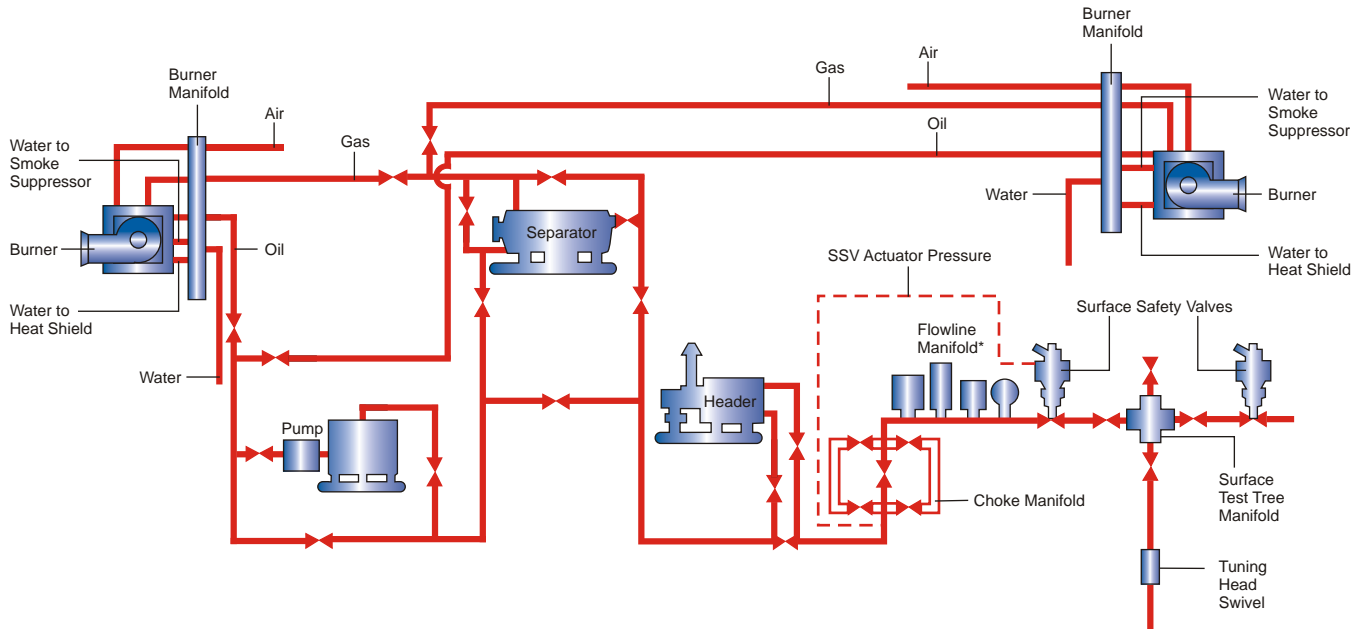 Burner
Manifold
Air
Gas
Water to
Smoke
Suppressor
Burner
Oil
Water to
Heat Shield
Water
Separator
Pump
Header
Gas
Air
Oil
Burner
Manifold
Water to
Smoke
Suppressor
Water
Burner
Water to
Heat Shield
SSV Actuator Pressure
Flowline
Manifold*
Surface Safety Valves
Choke Manifold
Surface
Test Tree
Manifold
Tuning
Head
Swivel